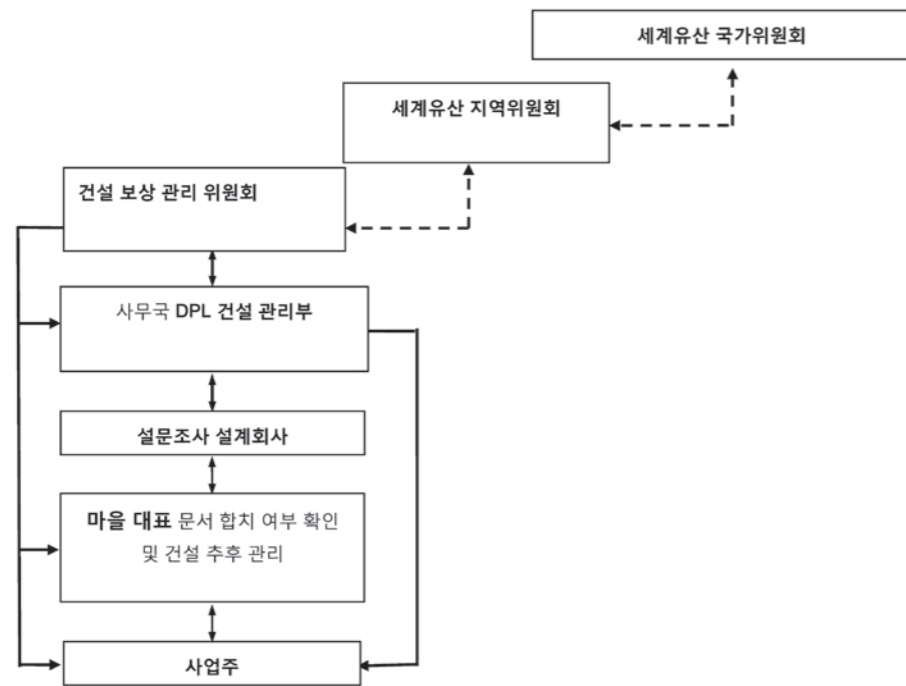 세계유산 국가위원회
세계유산 지역위원회
건설 보상 관리 위원회
사무국 DPL 건설 관리부
설문조사 설계회사
마을 대표 문서 합치 여부 확인
및 건설 추후 관리
사업주